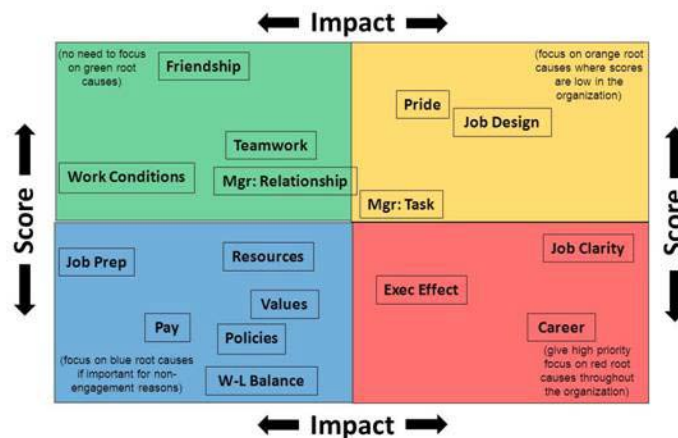 Impact
(no need to focus
on green root
causes)
Friendship
(focus on orange root
causes where scores
are low in the
organization)
Pride
Job Design
Teamwork
Work Conditions
Mgr: Relationship
Mgr: Task
Score
Score
Job Prep
Resources
Job Clarity
Exec Effect
Values
Pay
Policies
Career
(focus on blue root causes
if important for non-
engagement reasons)
W-L Balance
(give high priority
focus on red root
causes throughout
the organization)
Impact